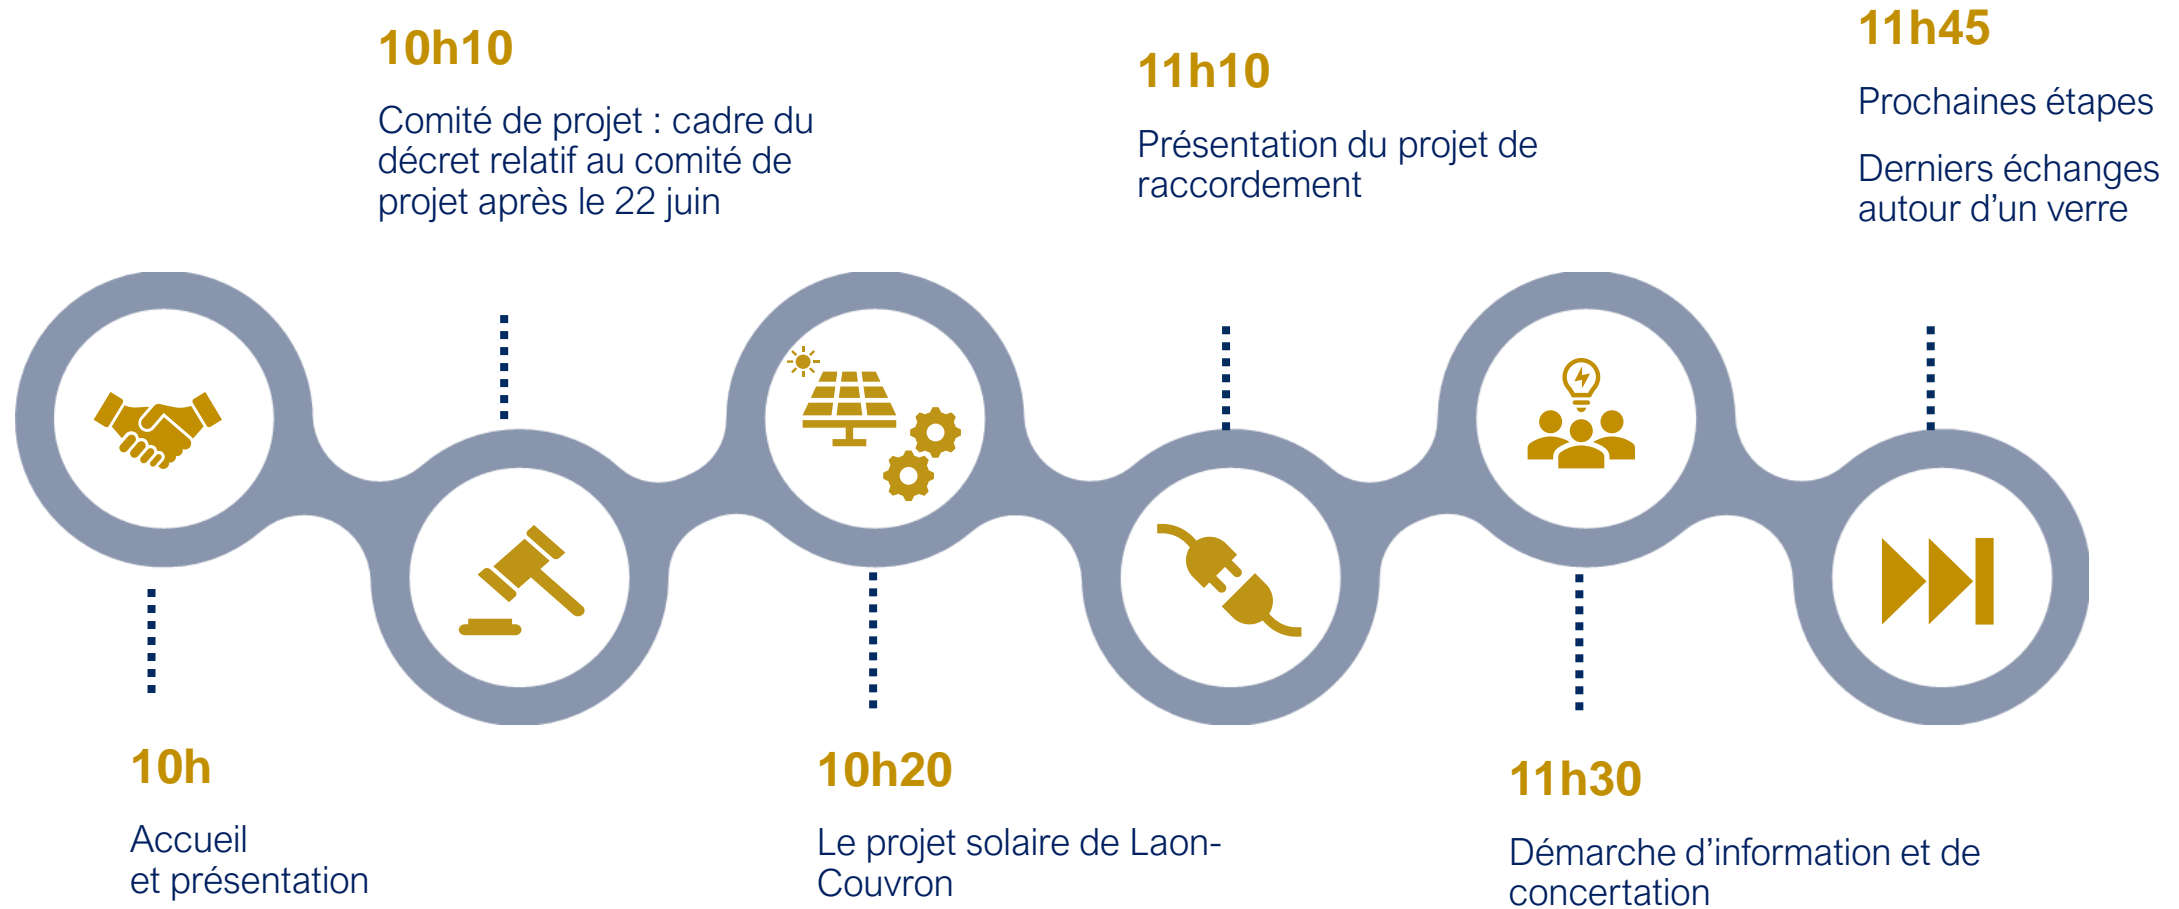 10h
Accueil
et présentation
10h10
Comité de projet : cadre du
décret relatif au comité de
projet après le 22 juin
10h20
Le projet solaire de Laon-
Couvron
11h10
Présentation du projet de
raccordement
11h30
Démarche d’information et de
concertation
11h45
Prochaines étapes
Derniers échanges
autour d’un verre